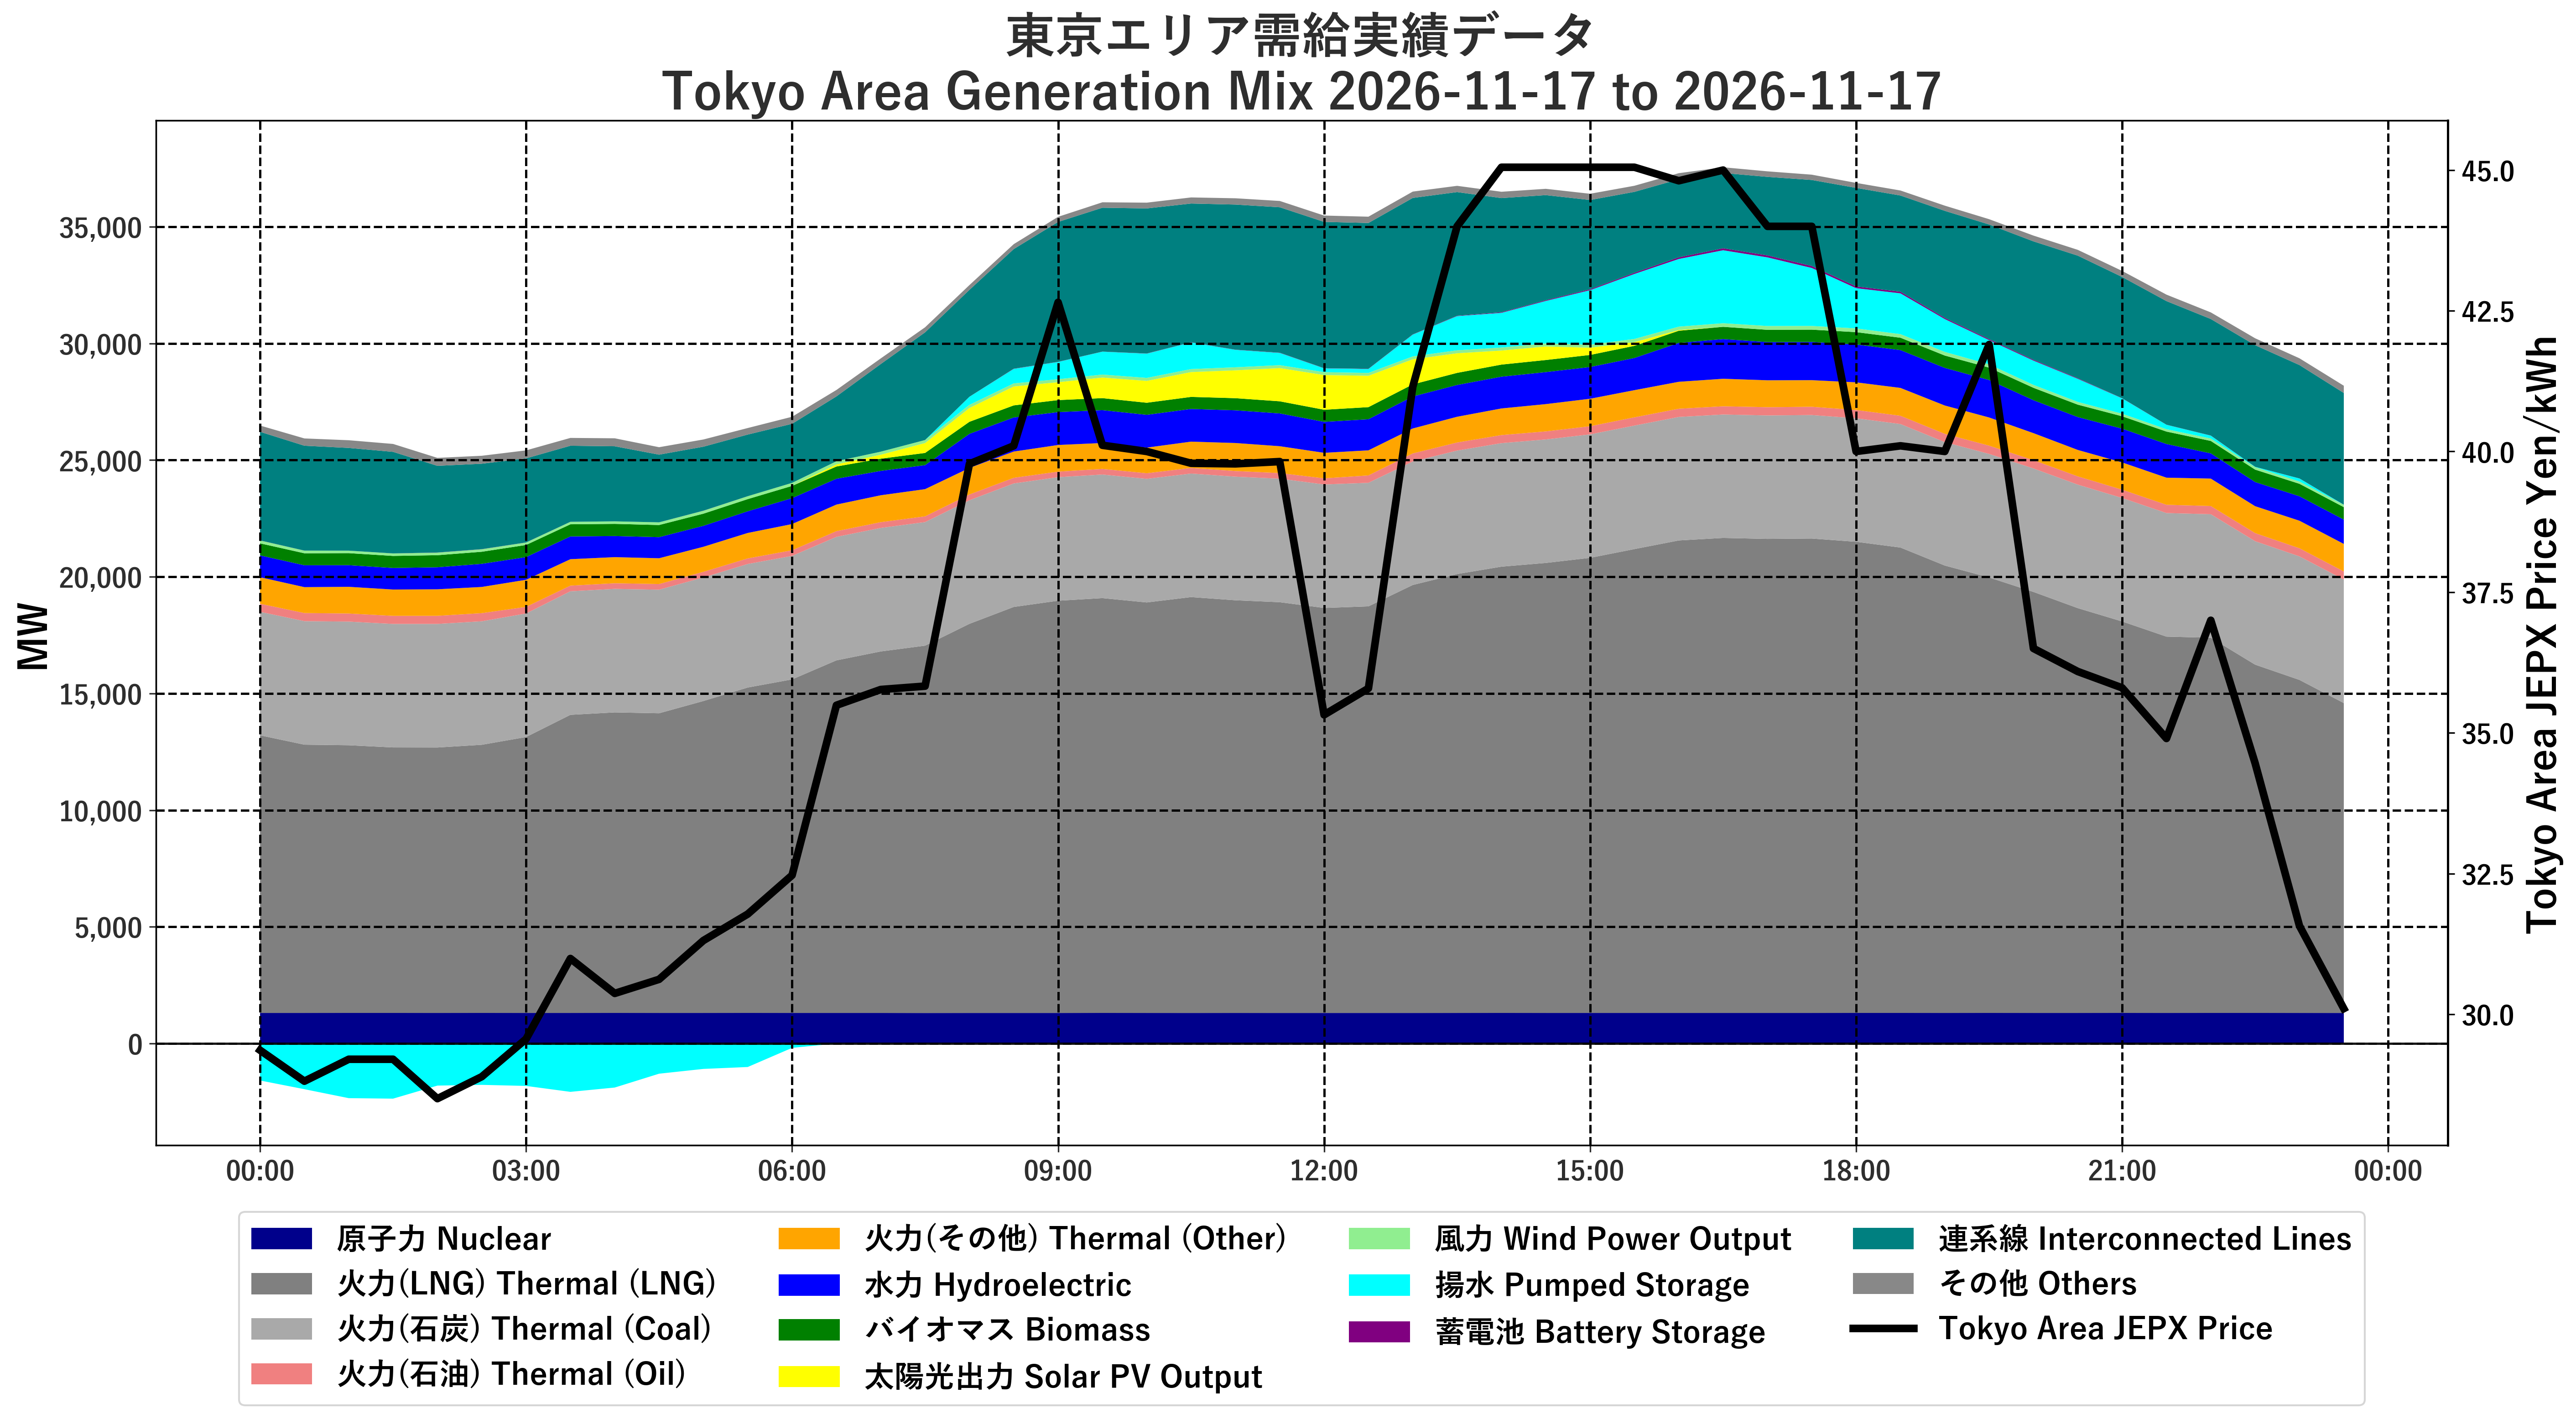 東京エリア需給実績データ
Tokyo Area Generation Mix 2026-11-17 to 2026-11-17
MW
35,000
30,000
25,000
20,000
15,000
10,000
5,000
0
45.0
42.5
40.0
37.5
35.0
32.5
30.0
Tokyo Area JEPX Price Yen/kWh
00:00 03:00 06:00 09:00 12:00 15:00 18:00 21:00 00:00
原子力 Nuclear
火力(LNG) Thermal (LNG)
火力(石炭) Thermal (Coal)
火力(石油) Thermal (Oil)
火力(その他) Thermal (Other)
水力 Hydroelectric
バイオマス Biomass
太陽光出力 Solar PV Output
風力 Wind Power Output
揚水 Pumped Storage
蓄電池 Battery Storage
連系線 Interconnected Lines
その他 Others
Tokyo Area JEPX Price